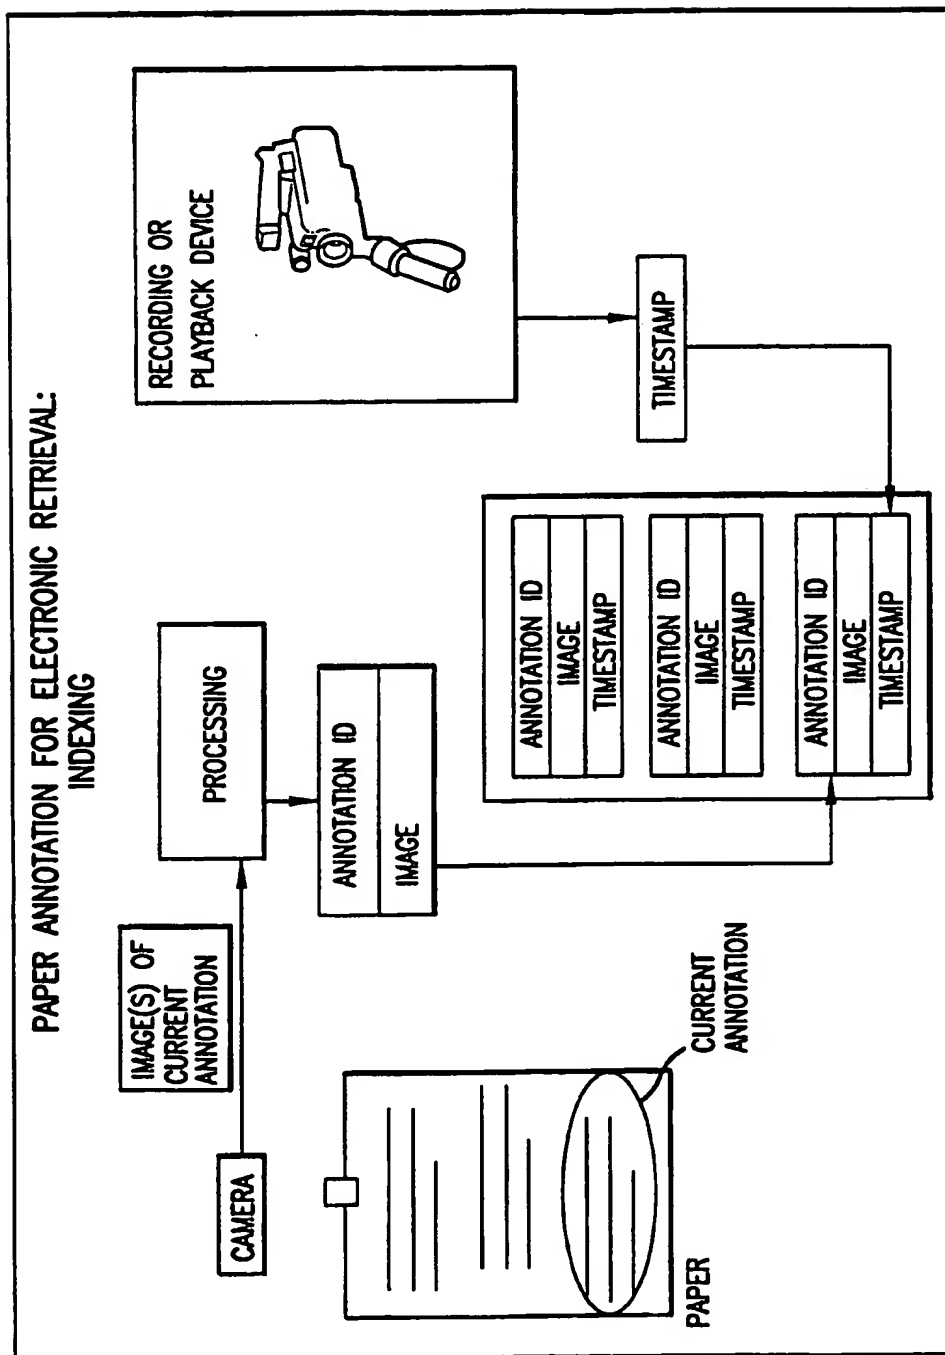 PAPER ANNOTATION FOR ELECTRONIC RETRIEVAL:
INDEXING
CAMERA
IMAGE(S) OF
CURRENT
ANNOTATION
PROCESSING
RECORDING OR
PLAYBACK DEVICE
ANNOTATION ID
IMAGE
TIMESTAMP
ANNOTATION ID
IMAGE
TIMESTAMP
ANNOTATION ID
IMAGE
TIMESTAMP
ANNOTATION ID
IMAGE
TIMESTAMP
CURRENT
ANNOTATION
PAPER